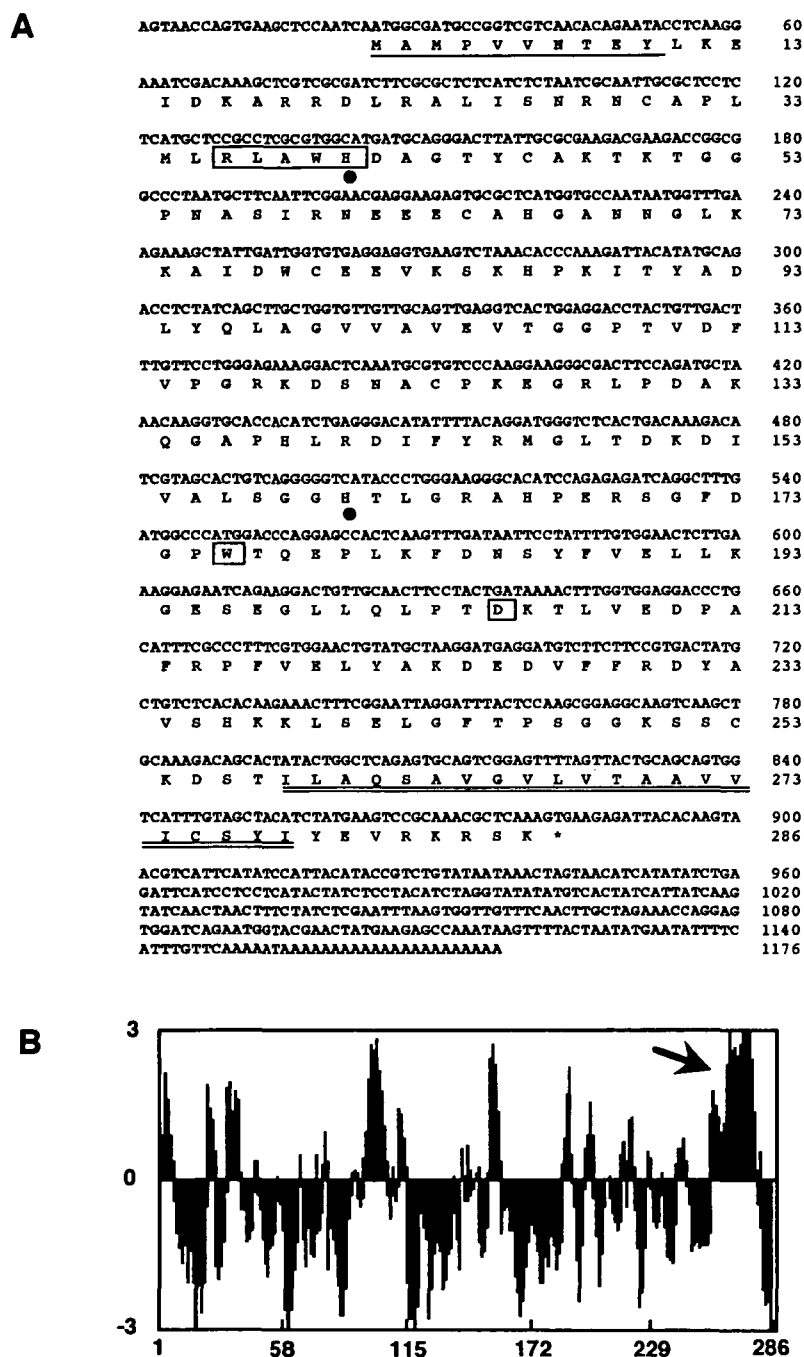 A
AGTAACCAGTGAAGCTCCAATCAATGGCGATGCCGGTCGTCAACACAGAATACCTCAAGG 60
M A M P V V N T E Y L K E 13
AAATCGACAAAGCTCGTCGCGATCTTCGCGCTCTCATCTCTAATCGCAATTGCGCTCCTC 120
I D K A R R D L R A L I S N R N C A P L 33
TCATGCTCCGCCTCGCGTGGCATGATGCAGGGACTTATTGCGCGAAGACGAAGACCGGCG 180
M L R L A W H D A G T Y C A K T K T G G 53
GCCCTAATGCTTCAATTCGGAACGAGGAAGAGTGCGCTCATGGTGCCAATAATGGTTTGA 240
P N A S I R N E E E C A H G A N N G L K 73
AGAAAGCTATTGATTGGTGTGAGGAGGTGAAGTCTAAACACCCAAAGATTACATATGCAG 300
K A I D W C E E V K S K H P K I T Y A D 93
ACCTCTATCAGCTTGCTGGTGTTGTTGCAGTTGAGGTCACTGGAGGACCTACTGTTGACT 360
L Y Q L A G V V A V E V T G G P T V D F 113
TTGTTCCTGGGAGAAAGGACTCAAATGCGTGTCCCAAGGAAGGGCGACTTCCAGATGCTA 420
V P G R K D S N A C P K E G R L P D A K 133
AACAAGGTGCACCACATCTGAGGGACATATTTTACAGGATGGGTCTCACTGACAAAGACA 480
Q G A P H L R D I F Y R M G L T D K D I 153
TCGTAGCACTGTCAGGGGGTCATACCCTGGGAAGGGCACATCCAGAGAGATCAGGCTTTG 540
V A L S G G H T L G R A H P E R S G F D 173
ATGGCCCATGGACCCAGGAGCCACTCAAGTTTGATAATTCCTATTTTGTGGAACTCTTGA 600
G P W T Q E P L K F D N S Y F V E L L K 193
AAGGAGAATCAGAAGGACTGTTGCAACTTCCTACTGATAAAACTTTGGTGGAGGACCCTG 660
G E S E G L L Q L P T D K T L V E D P A 213
CATTTCGCCCTTTCGTGGAACTGTATGCTAAGGATGAGGATGTCTTCTTCCGTGACTATG 720
F R P F V E L Y A K D E D V F F R D Y A 233
CTGTCTCACACAAGAAACTTTCGGAATTAGGATTTACTCCAAGCGGAGGCAAGTCAAGCT 780
V S H K K L S E L G F T P S G G K S S C 253
GCAAAGACAGCACTATACTGGCTCAGAGTGCAGTCGGAGTTTTAGTTACTGCAGCAGTGG 840
K D S T I L A Q S A V G V L V T A A V V 273
TCATTTGTAGCTACATCTATGAAGTCCGCAAACGCTCAAAGTGAAGAGATTACACAAGTA 900
I C S Y I Y E V R K R S K * 286
ACGTCATTCATATCCATTACATACCGTCTGTATAATAAACTAGTAACATCATATATCTGA 960
GATTCATCCTCCTCATACTATCTCCTACATCTAGGTATATATGTCACTATCATTATCAAG 1020
TATCAACTAACTTTCTATCTCGAATTTAAGTGGTTGTTTCAACTTGCTAGAAACCAGGAG 1080
TGGATCAGAATGGTACGAACTATGAAGAGCCAAATAAGTTTTACTAATATGAATATTTTC 1140
ATTTGTTCAAAAATAAAAAAAAAAAAAAAAAAAAAA 1176
B
3
0
-3
1 58 115 172 229 286